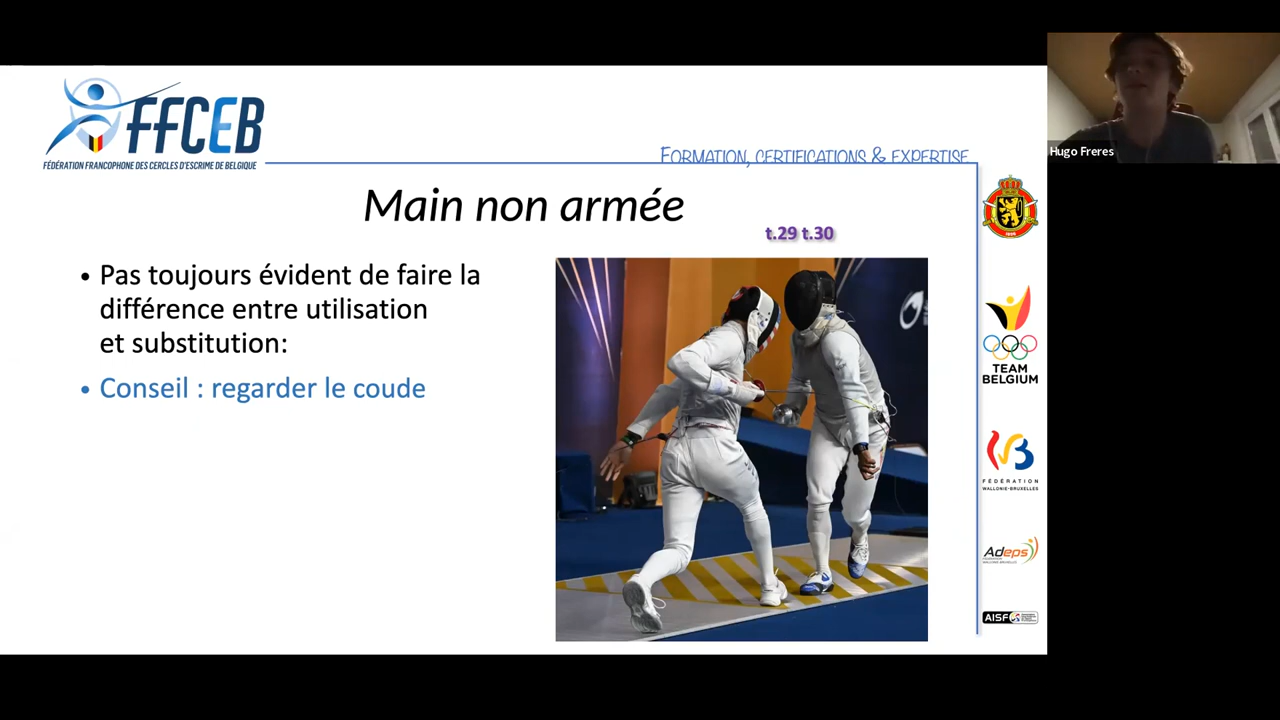 FFCEB
FÉDÉRATION FRANCOPHONE DES CERCLES D'ESCRIME DE BELGIQUE
FORMATION, CERTIFICATIONS & EXPERTISE
Hugo Freres
Main non armée
t.29 t.30
• Pas toujours évident de faire la
différence entre utilisation
et substitution:
• Conseil : regarder le coude
TEAM
BELGIUM
FÉDÉRATION
WALLONIE-BRUXELLES
Adeps
AISF